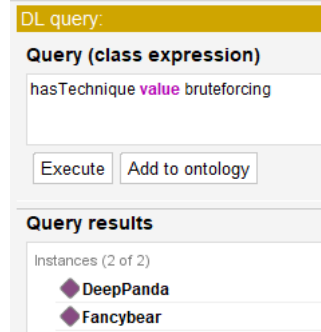 DL query:
Query (class expression)
hasTechnique value bruteforcing
Execute Add to ontology
Query results
Instances (2 of 2)
DeepPanda
Fancybear